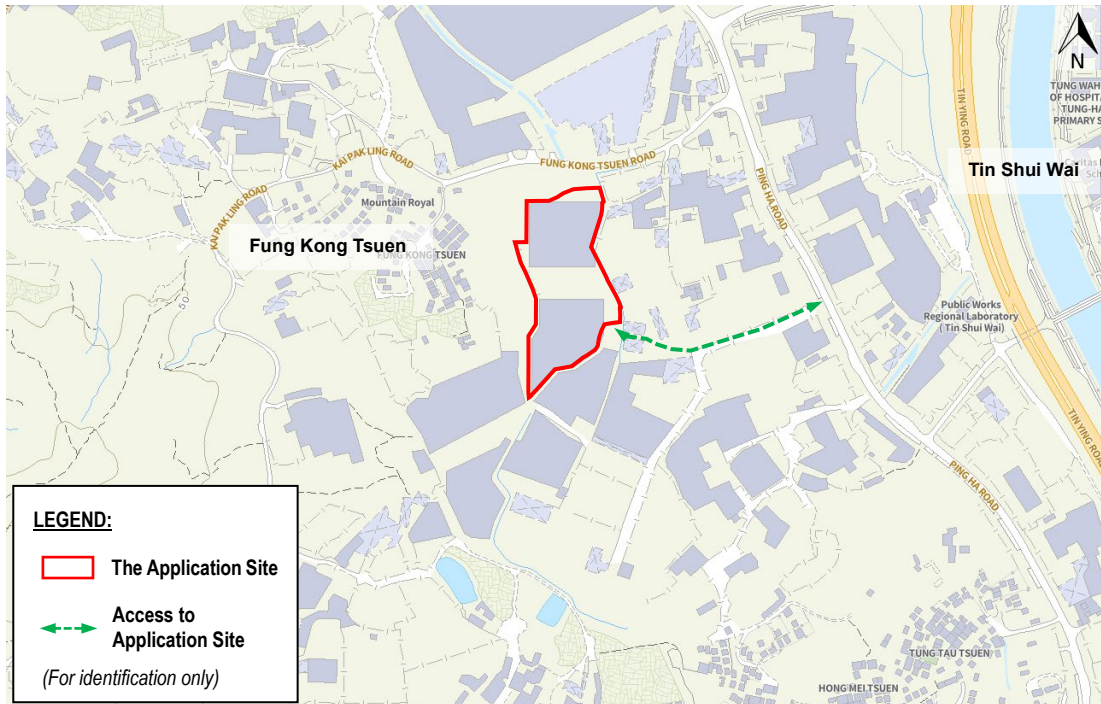 N
TUNG WAH
OF HOSPITA
TUNG-HA
PRIMARY S
TIN YING ROAD
Tin Shui Wai
Caritas
Sch
KAI PAK LING ROAD
FUNG KONG TSUEN ROAD
PING HA ROAD
KAI PAK LING ROAD
Mountain Royal
Fung Kong Tsuen
FUNG KONG TSUEN
50
Public Works
Regional Laboratory
(Tin Shui Wai)
TIN YING ROAD
PING HA ROAD
LEGEND:
The Application Site
Access to
Application Site
(For identification only)
TUNG TAU TSUEN
HONG MEI TSUEN